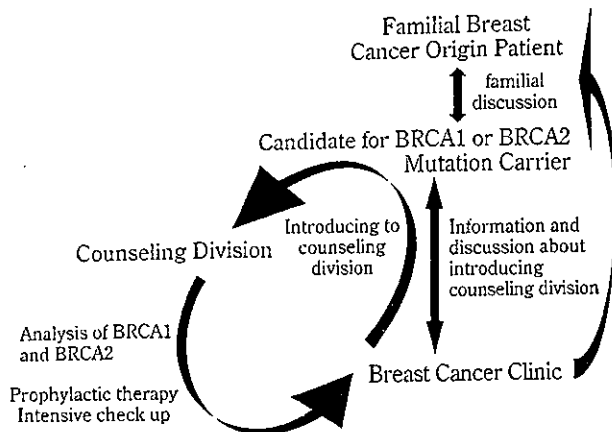 Familial Breast
Cancer Origin Patient
familial
discussion
Candidate for BRCA1 or BRCA2
Mutation Carrier
Introducing to
counseling
division
Information and
discussion about
introducing
counseling division
Counseling Division
Analysis of BRCA1
and BRCA2
Prophylactic therapy
Intensive check up
Breast Cancer Clinic